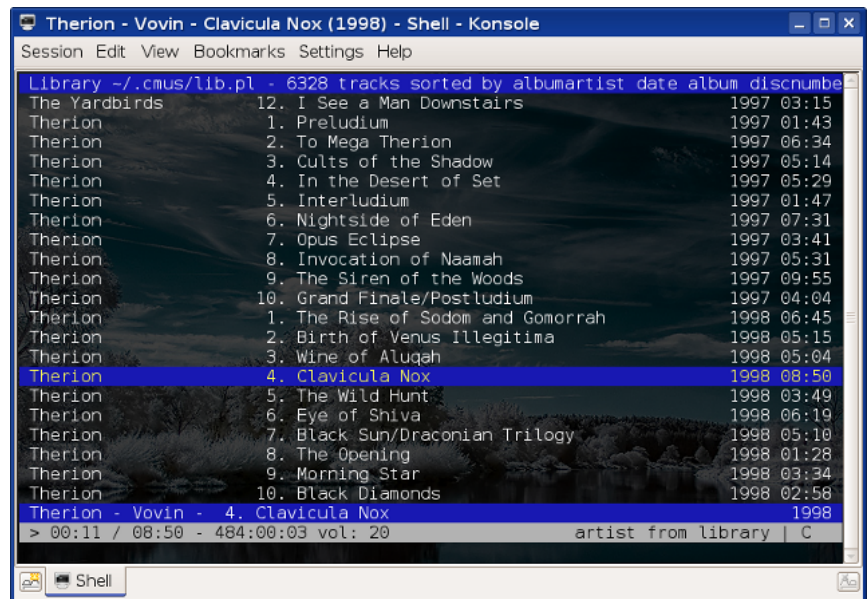 Therion - Vovin - Clavicula Nox (1998) - Shell - Konsole
Session Edit View Bookmarks Settings Help
Library ~/.cmus/lib.pl - 6328 tracks sorted by albumartist date album discnumbe
The Yardbirds 12. I See a Man Downstairs 1997 03:15
Therion 1. Preludium 1997 01:43
Therion 2. To Mega Therion 1997 06:34
Therion 3. Cults of the Shadow 1997 05:14
Therion 4. In the Desert of Set 1997 05:29
Therion 5. Interludium 1997 01:47
Therion 6. Nightside of Eden 1997 07:31
Therion 7. Opus Eclipse 1997 03:41
Therion 8. Invocation of Naamah 1997 05:31
Therion 9. The Siren of the Woods 1997 09:55
Therion 10. Grand Finale/Postludium 1997 04:04
Therion 1. The Rise of Sodom and Gomorrah 1998 06:45
Therion 2. Birth of Venus Illegitima 1998 05:15
Therion 3. Wine of Aluqah 1998 05:04
Therion 4. Clavicula Nox 1998 08:50
Therion 5. The Wild Hunt 1998 03:49
Therion 6. Eye of Shiva 1998 06:19
Therion 7. Black Sun/Draconian Trilogy 1998 05:10
Therion 8. The Opening 1998 01:28
Therion 9. Morning Star 1998 03:34
Therion 10. Black Diamonds 1998 02:58
Therion - Vovin - 4. Clavicula Nox 1998
> 00:11 / 08:50 - 484:00:03 vol: 20 artist from library | C
Shell